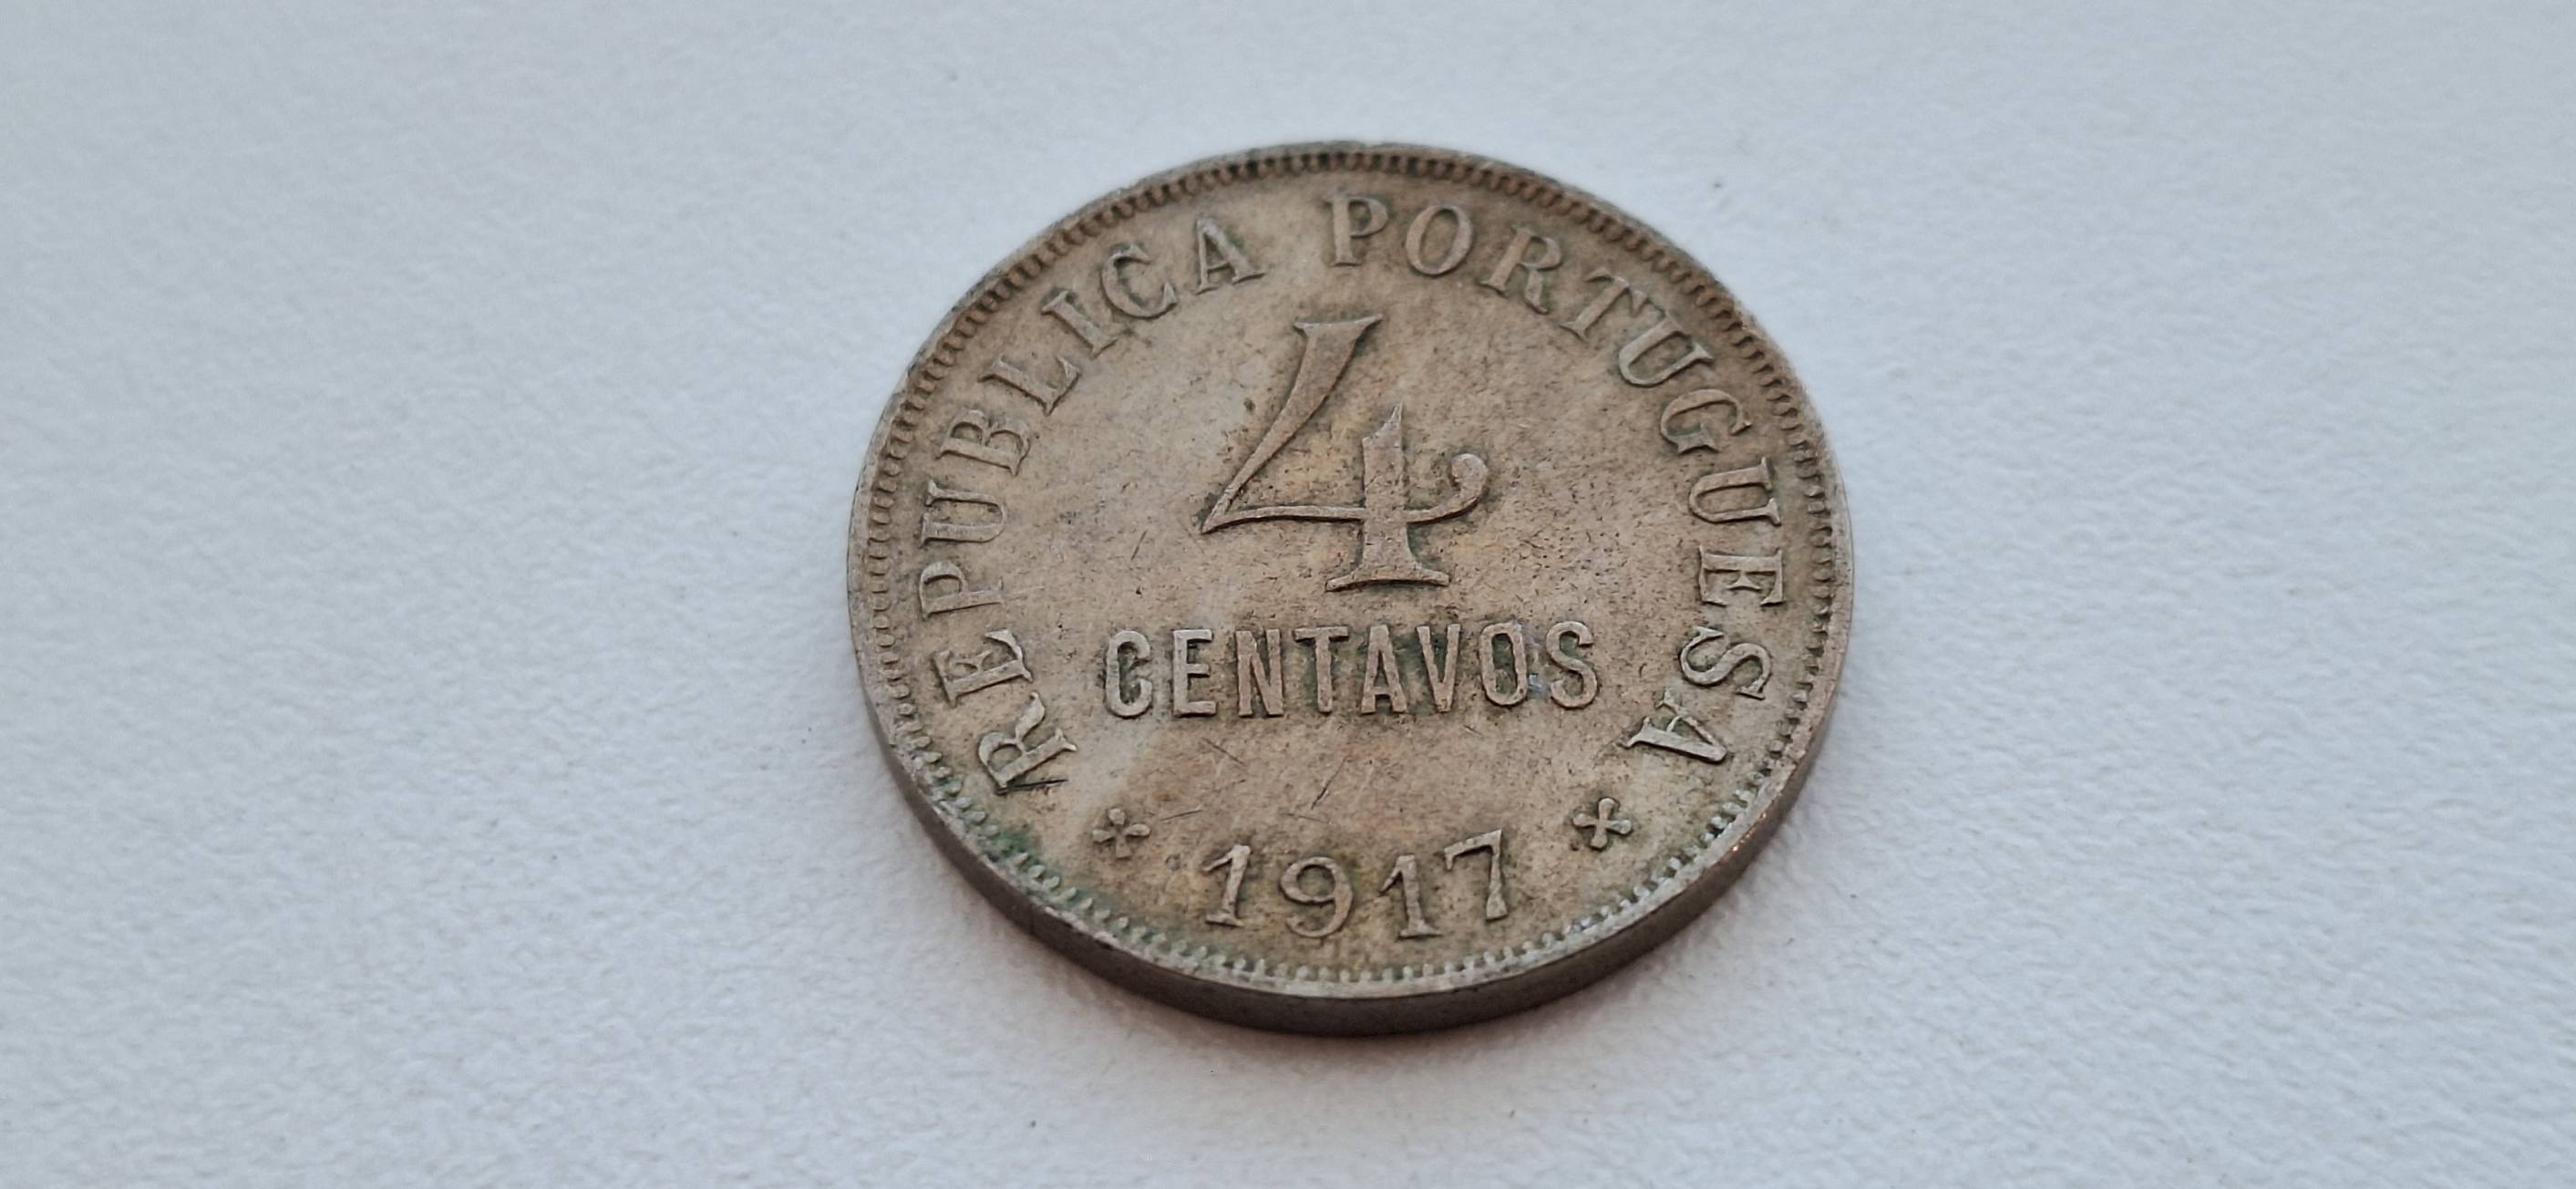 REPUBLICA PORTUGUESA
4
CENTAVOS
1917